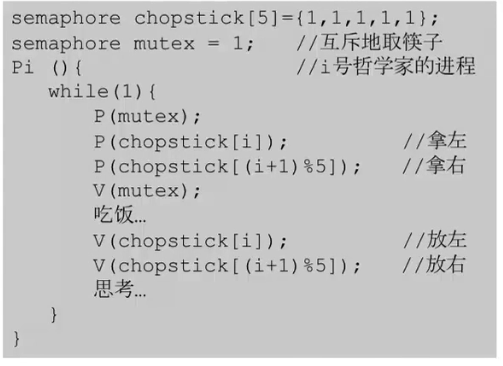 semaphore chopstick[5]={1,1,1,1,1};
semaphore mutex = 1;    //互斥地取筷子
Pi (){                  //i号哲学家的进程
   while(1){
      P(mutex);
      P(chopstick[i]);          //拿左
      P(chopstick[(i+1)%5]);    //拿右
      V(mutex);
      吃饭…
      V(chopstick[i]);          //放左
      V(chopstick[(i+1)%5]);    //放右
      思考…
   }
}